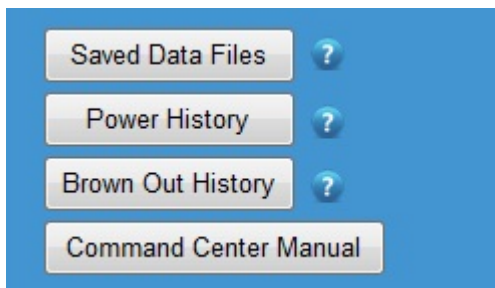 Saved Data Files ?
Power History ?
Brown Out History ?
Command Center Manual